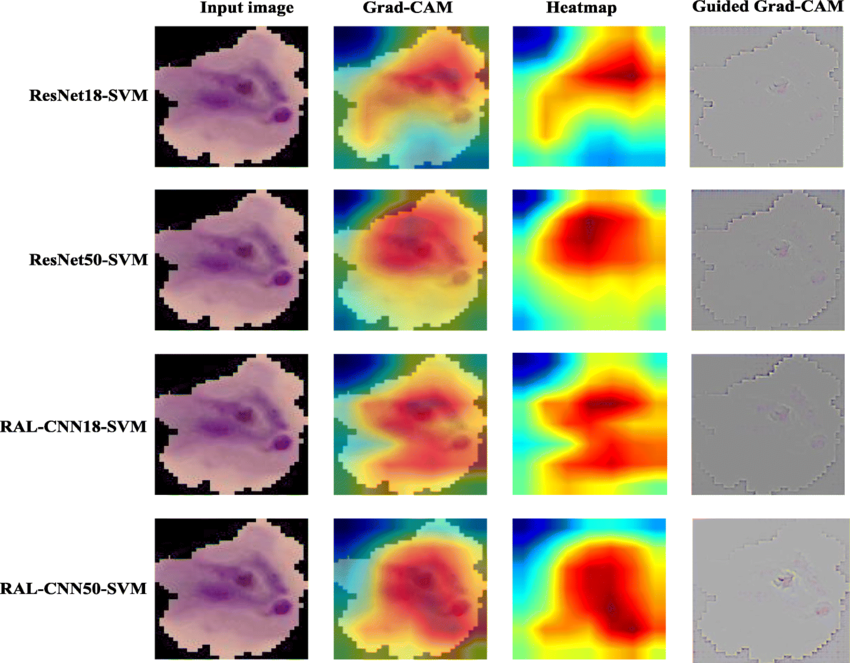 Input image Grad-CAM Heatmap Guided Grad-CAM
ResNet18-SVM
ResNet50-SVM
RAL-CNN18-SVM
RAL-CNN50-SVM